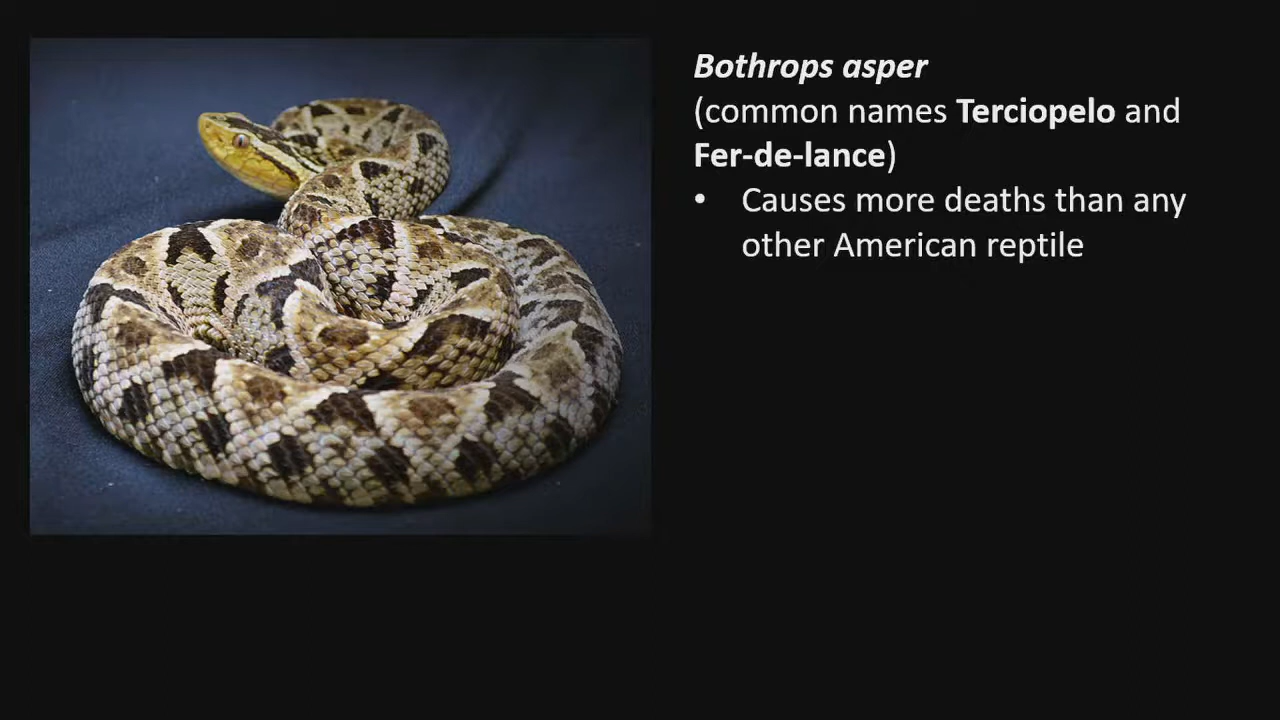 Bothrops asper
(common names Terciopelo and
Fer-de-lance)
• Causes more deaths than any
other American reptile